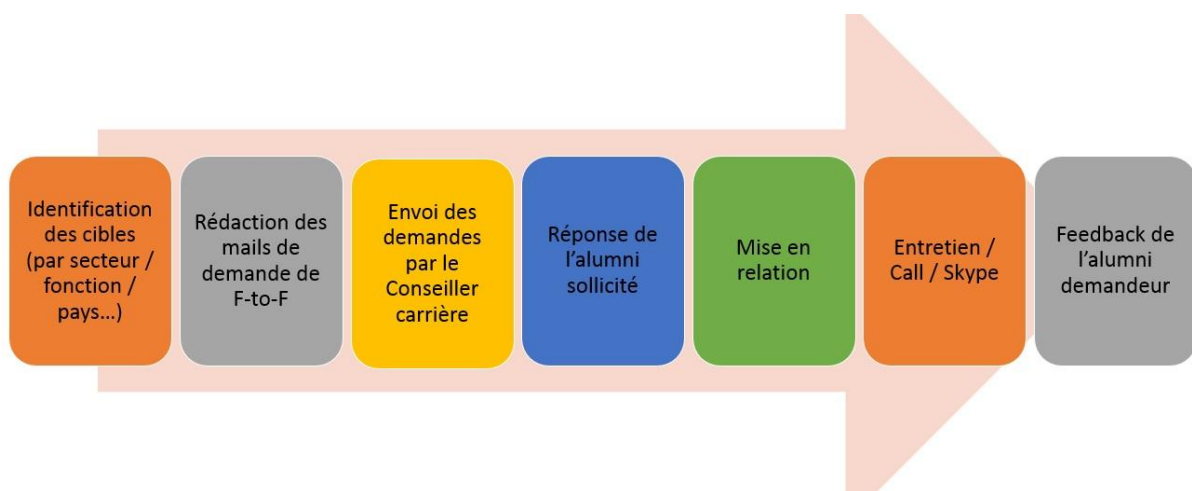 Identification
des cibles
(par secteur /
fonction /
pays…)
Rédaction des
mails de
demande de
F-to-F
Envoi des
demandes
par le
Conseiller
carrière
Réponse de
l’alumni
sollicité
Mise en
relation
Entretien /
Call / Skype
Feedback de
l’alumni
demandeur